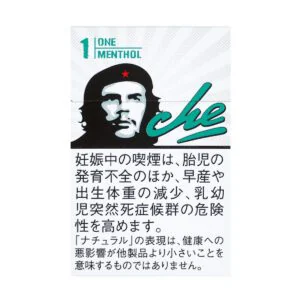 1 ONE
MENTHOL
che
妊娠中の喫煙は、胎児の
発育不全のほか、早産や
出生体重の減少、乳幼
児突然死症候群の危険
性を高めます。
「ナチュラル」の表現は、健康への
悪影響が他製品より小さいことを
意味するものではありません。